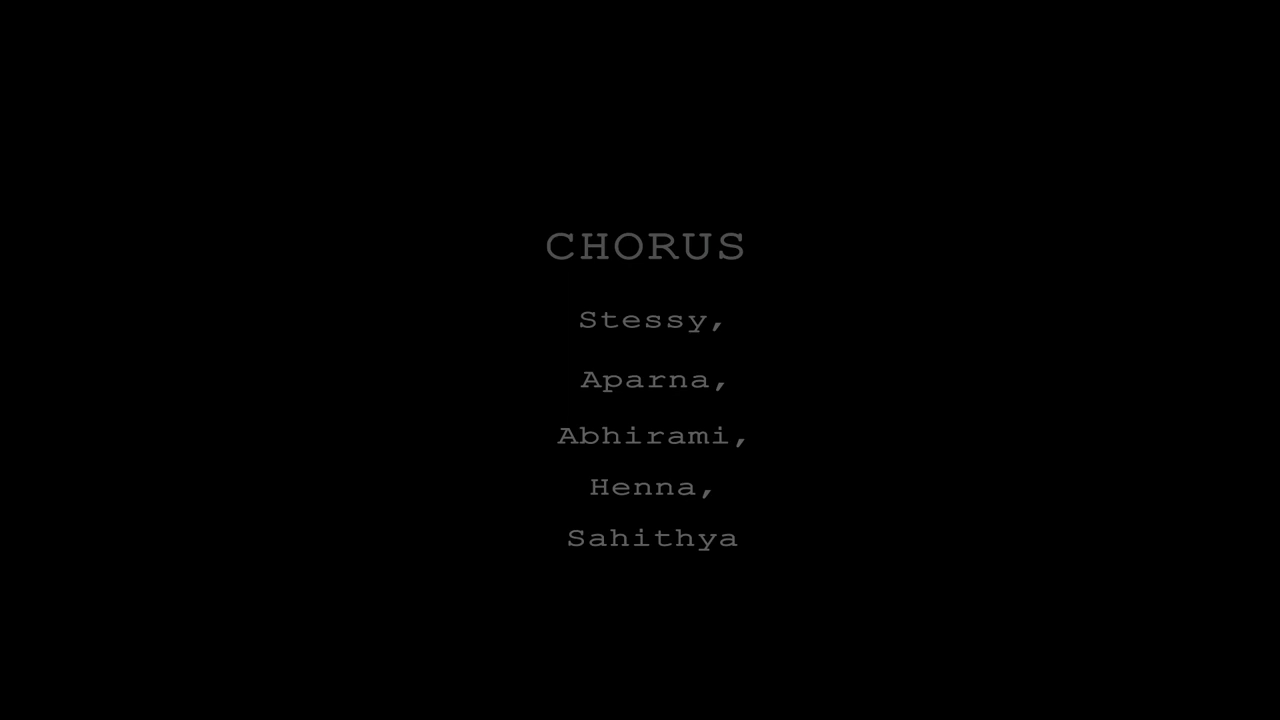 CHORUS
Stessy,
Aparna,
Abhirami,
Henna,
Sahithya